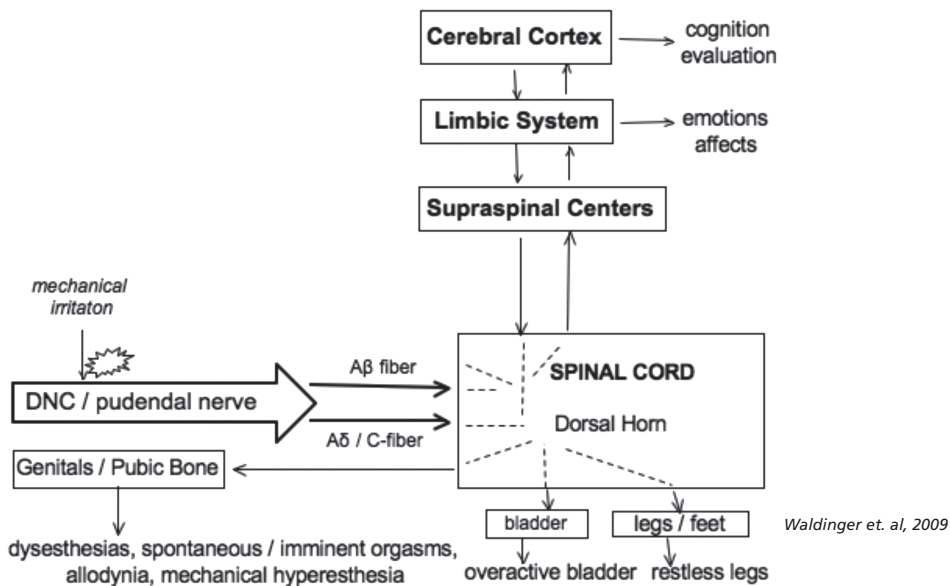 Cerebral Cortex
cognition
evaluation
Limbic System
emotions
affects
Supraspinal Centers
mechanical
irritaton
Aβ fiber
SPINAL CORD
DNC / pudendal nerve
Dorsal Horn
Aδ / C-fiber
Genitals / Pubic Bone
bladder
legs / feet
Waldinger et. al, 2009
dysesthasias, spontaneous / imminent orgasms,
allodynia, mechanical hyperesthesia
overactive bladder
restless legs